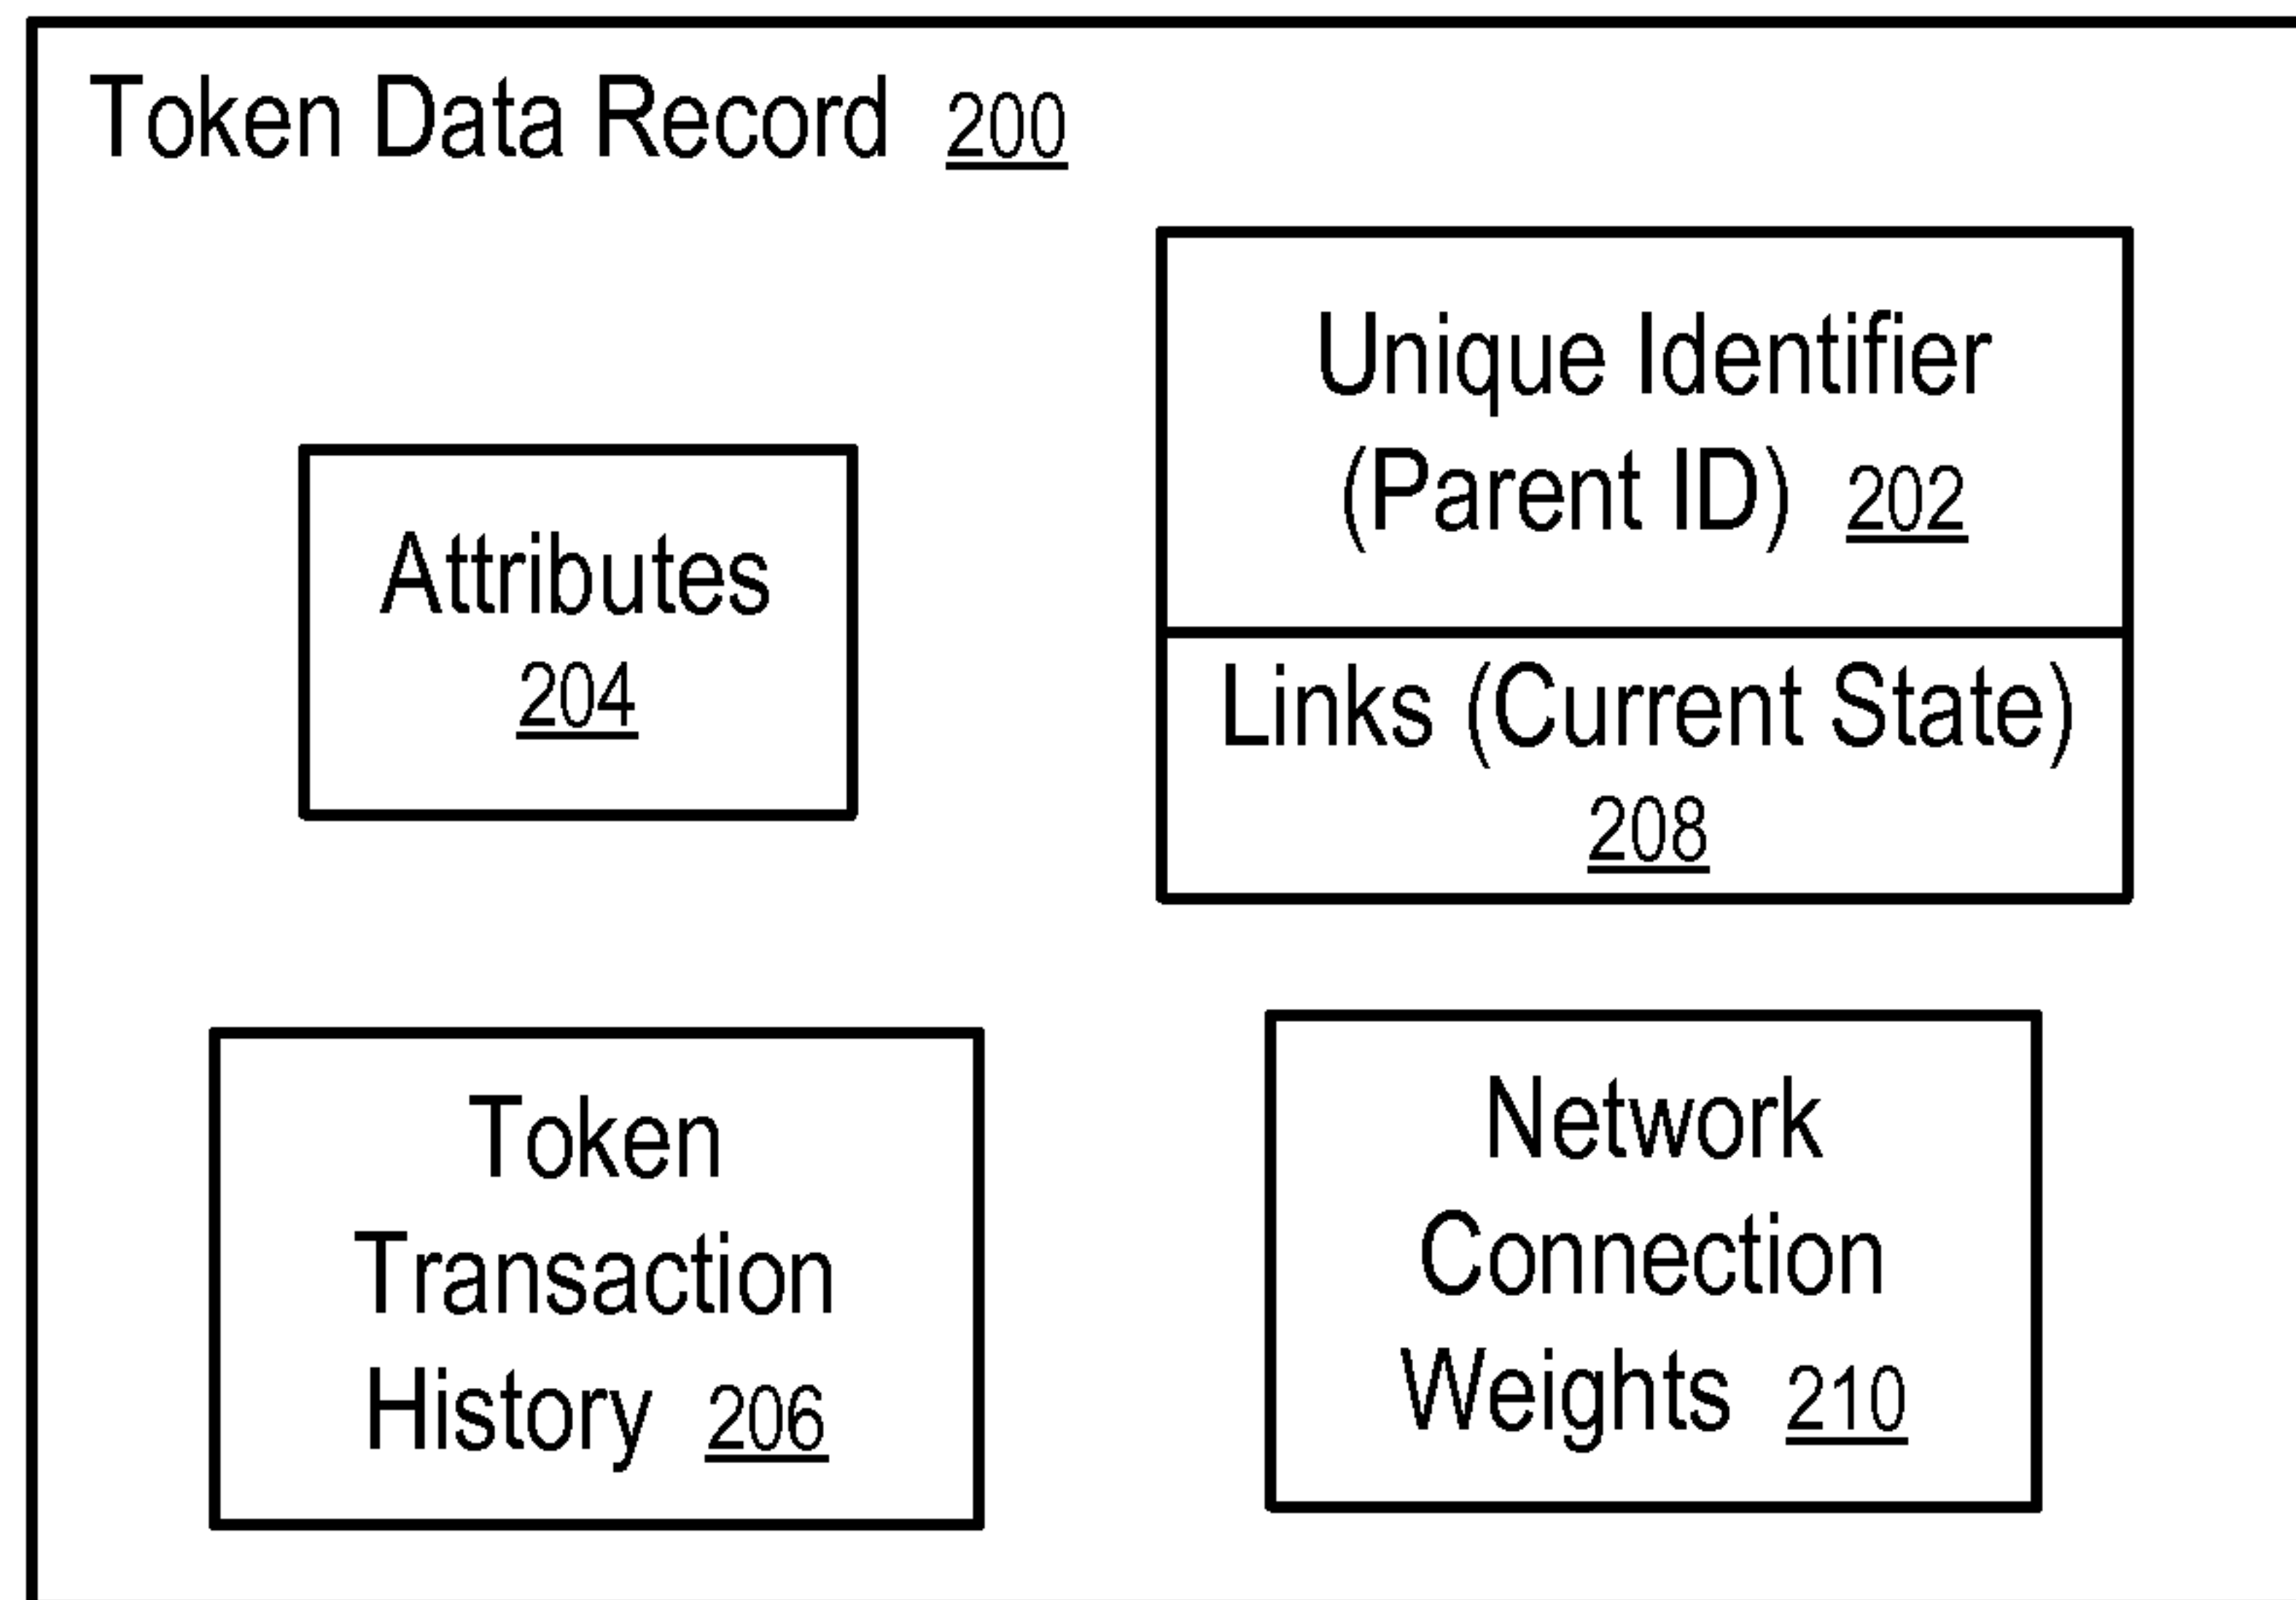 Token Data Record 200
Unique Identifier
(Parent ID) 202
Attributes
204
Links (Current State)
208
Token
Transaction
History 206
Network
Connection
Weights 210